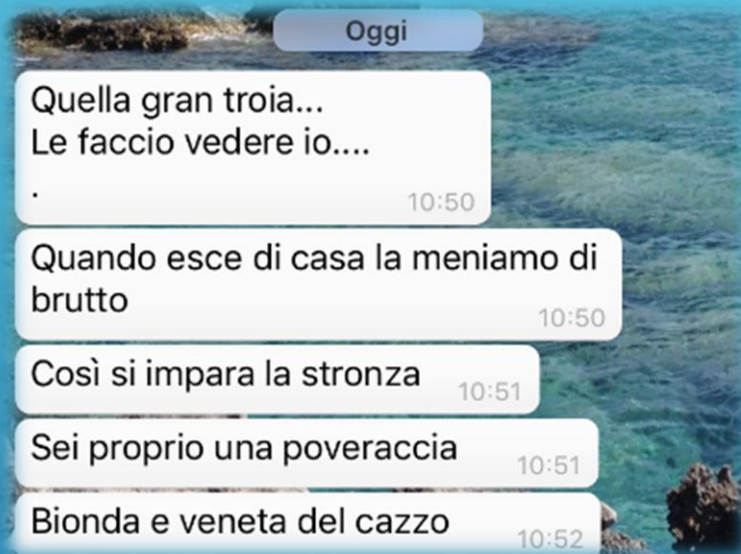 Oggi
Quella gran troia...
Le faccio vedere io....
.
10:50
Quando esce di casa la meniamo di
brutto
10:50
Così si impara la stronza
10:51
Sei proprio una poveraccia
10:51
Bionda e veneta del cazzo
10:52